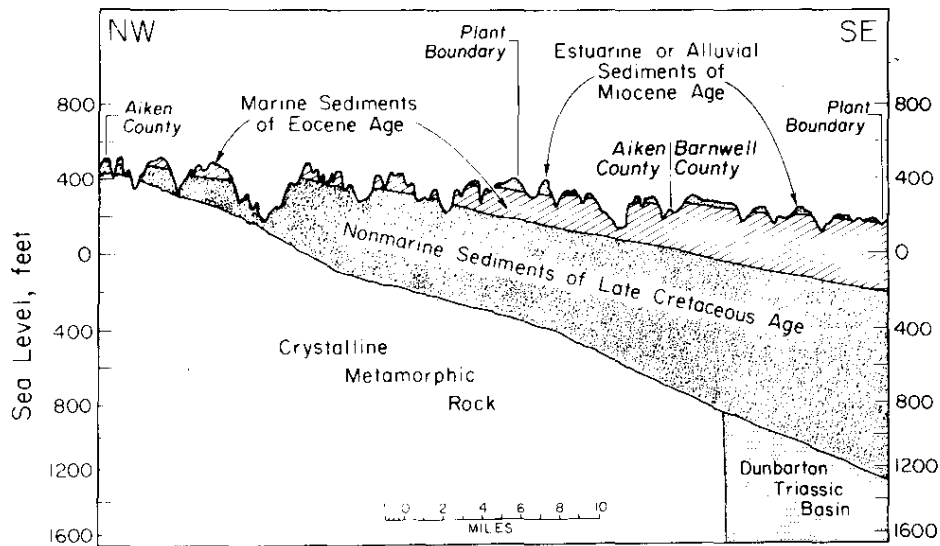 NW
SE
Plant
Boundary
Estuarine or Alluvial
Sediments of
Miocene Age
Marine Sediments
of Eocene Age
Aiken
County
Plant
Boundary
Aiken
County
Barnwell
County
800
400
0
400
800
1200
1600
Sea Level, feet
800
400
0
400
800
1200
1600
Nonmarine Sediments of Late Cretaceous Age
Crystalline
Metamorphic
Rock
Dunbarton
Triassic
Basin
0 2 4 6 8 10
MILES